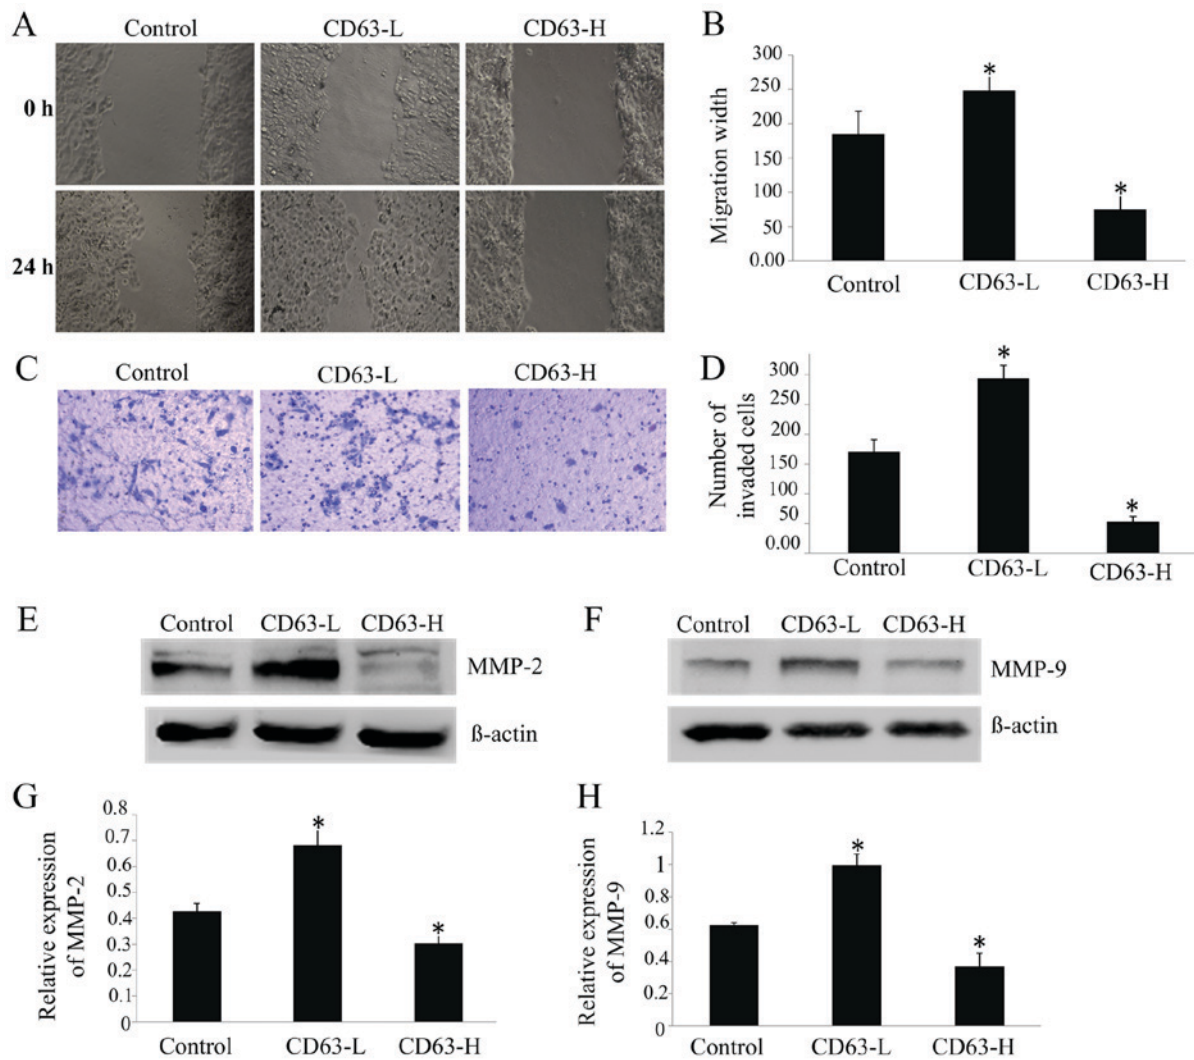 A
Control
CD63-L
CD63-H
0 h
24 h
B
Migration width
300
250
200
150
100
50
0.00
*
*
Control
CD63-L
CD63-H
C
Control
CD63-L
CD63-H
D
Number of
invaded cells
300
250
200
150
100
50
0.00
*
*
Control
CD63-L
CD63-H
E
Control
CD63-L
CD63-H
MMP-2
ß-actin
F
Control
CD63-L
CD63-H
MMP-9
ß-actin
G
Relative expression
of MMP-2
0.8
0.7
0.6
0.5
0.4
0.3
0.2
0.1
0
*
*
Control
CD63-L
CD63-H
H
Relative expression
of MMP-9
1.2
1
0.8
0.6
0.4
0.2
0
*
*
Control
CD63-L
CD63-H